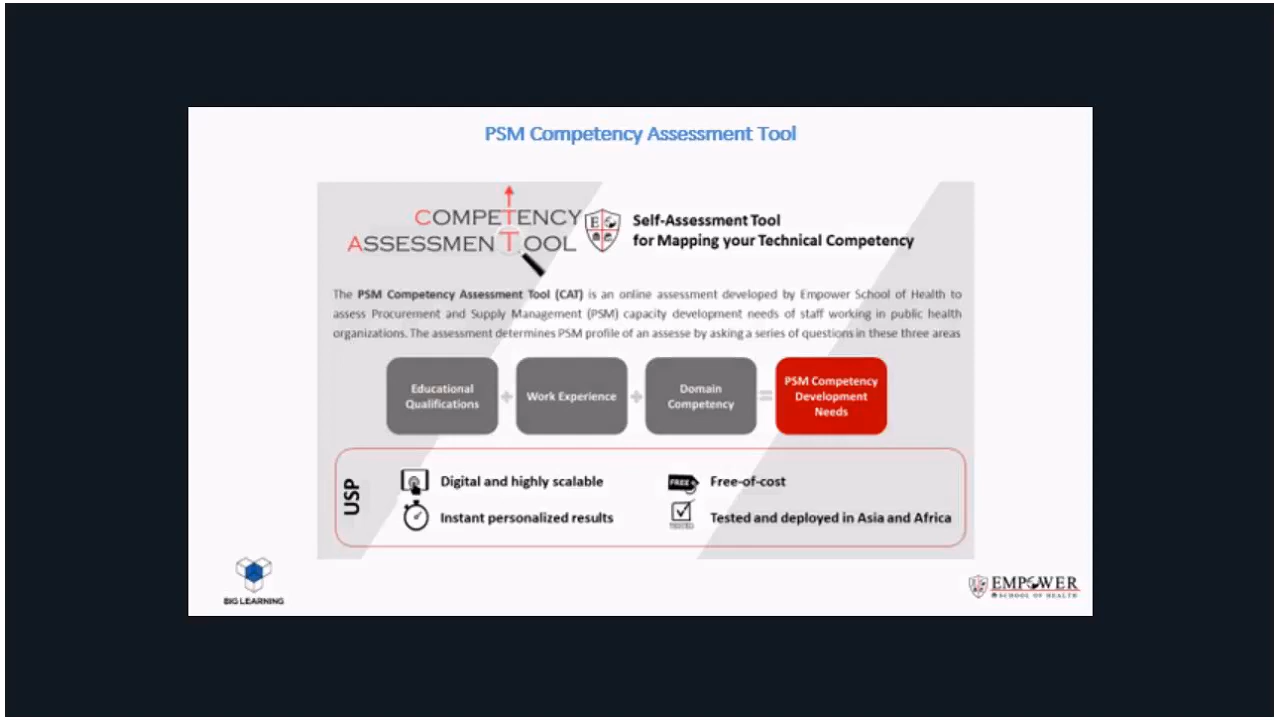 PSM Competency Assessment Tool
COMPETENCY
ASSESSMENTOOL
Self-Assessment Tool
for Mapping your Technical Competency
The PSM Competency Assessment Tool (CAT) is an online assessment developed by Empower School of Health to
assess Procurement and Supply Management (PSM) capacity development needs of staff working in public health
organizations. The assessment determines PSM profile of an assesse by asking a series of questions in these three areas
Educational
Qualifications
+
Work Experience
+
Domain
Competency
=
PSM Competency
Development
Needs
USP
Digital and highly scalable
FREE
Free-of-cost
Instant personalized results
TESTED
Tested and deployed in Asia and Africa
BIG LEARNING
EMPOWER
SCHOOL OF HEALTH